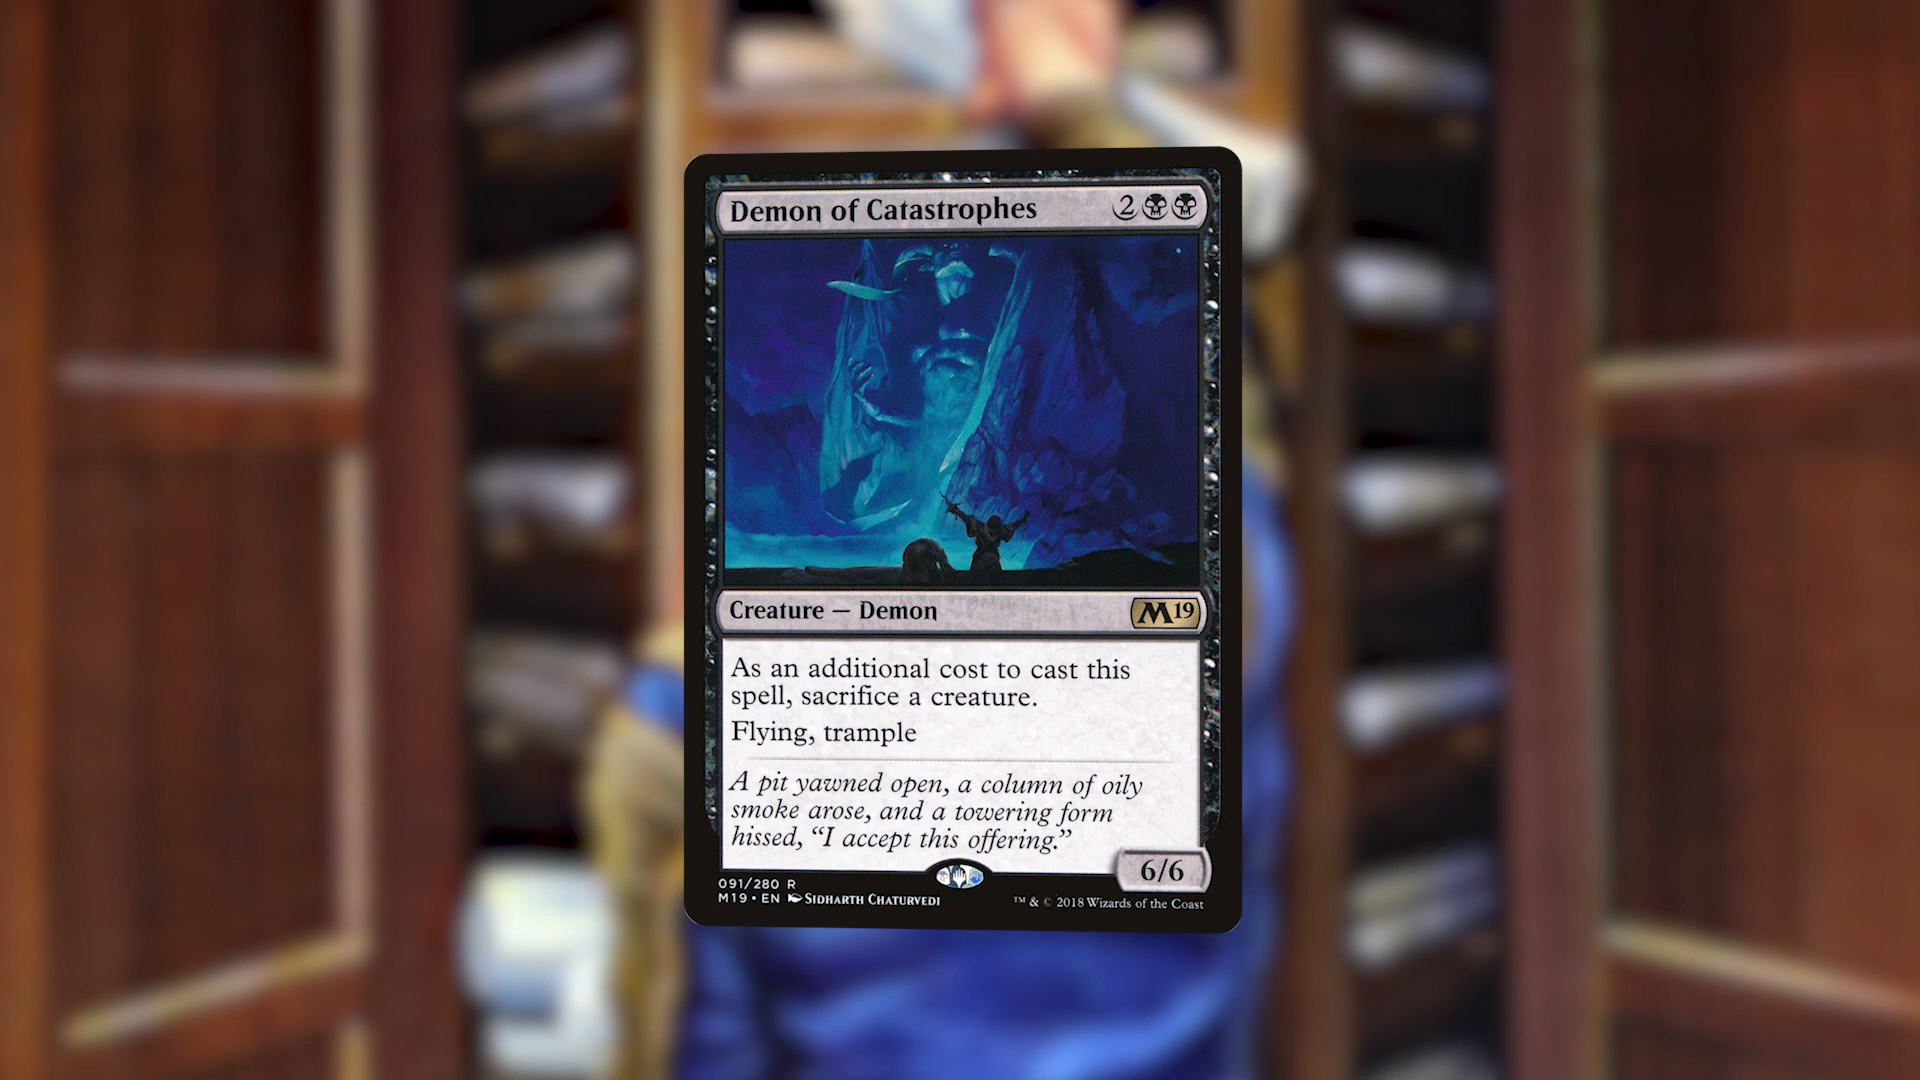 Demon of Catastrophes 2
Creature — Demon M19
As an additional cost to cast this
spell, sacrifice a creature.
Flying, trample
A pit yawned open, a column of oily
smoke arose, and a towering form
hissed, “I accept this offering.”
6/6
091/280 R
M19 • EN SIDHARTH CHATURVEDI
™ & © 2018 Wizards of the Coast